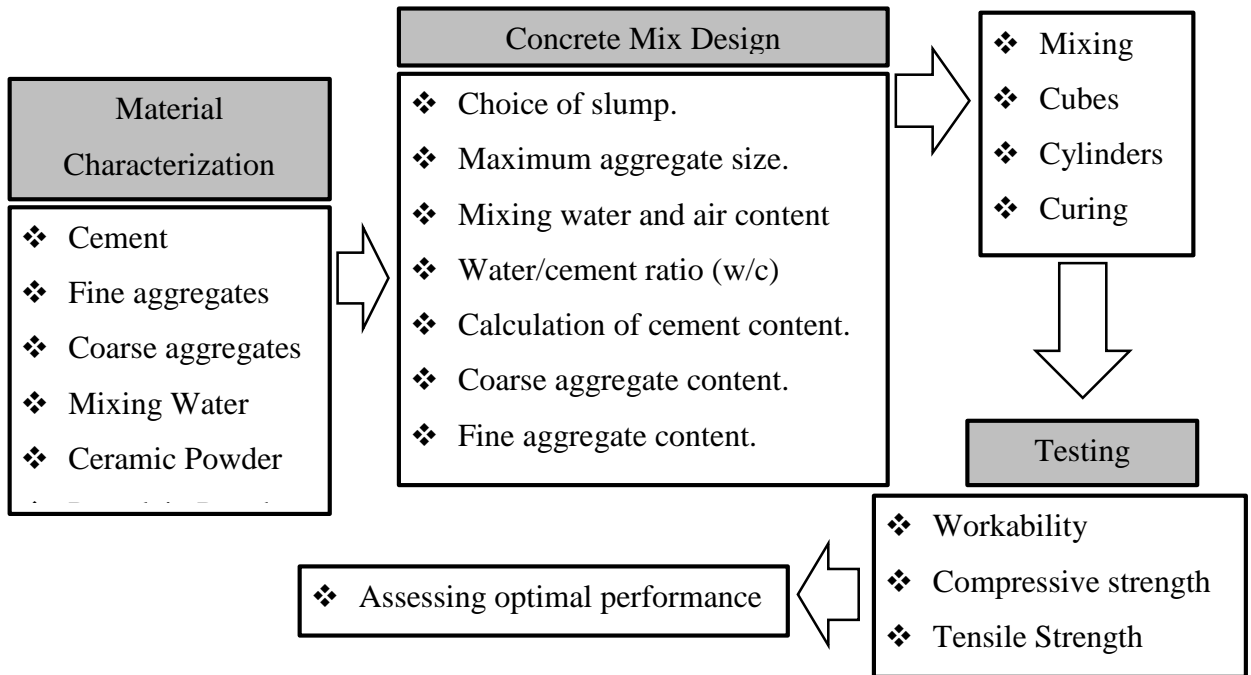 Material
Characterization
❖ Cement
❖ Fine aggregates
❖ Coarse aggregates
❖ Mixing Water
❖ Ceramic Powder
Concrete Mix Design
❖ Choice of slump.
❖ Maximum aggregate size.
❖ Mixing water and air content
❖ Water/cement ratio (w/c)
❖ Calculation of cement content.
❖ Coarse aggregate content.
❖ Fine aggregate content.
❖ Mixing
❖ Cubes
❖ Cylinders
❖ Curing
Testing
❖ Workability
❖ Compressive strength
❖ Tensile Strength
❖ Assessing optimal performance